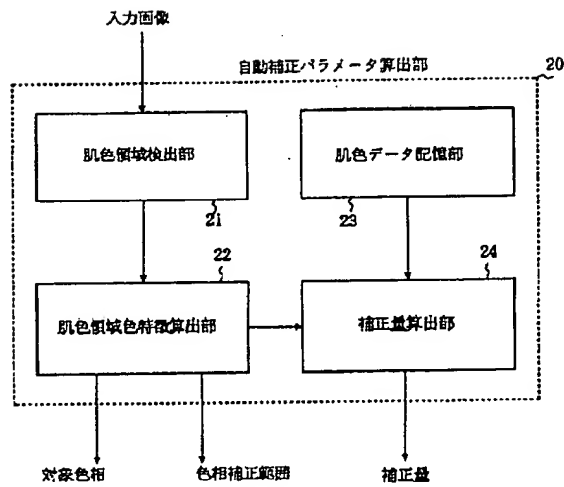 入力画像
自動補正パラメータ算出部
20
肌色領域検出部
21
肌色データ記憶部
23
22
肌色領域色特徴算出部
24
補正量算出部
対象色相
色相補正範囲
補正量